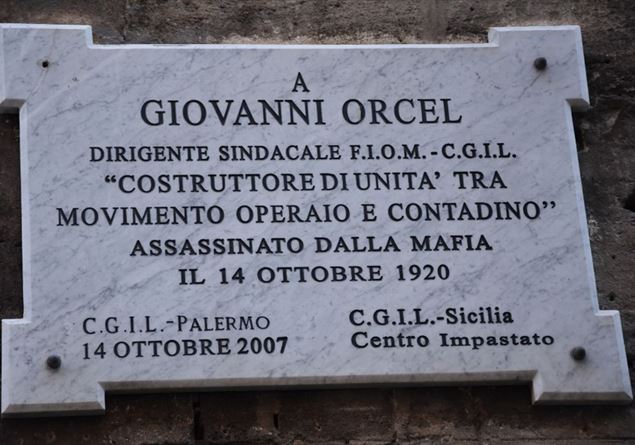 A
GIOVANNI ORCEL
DIRIGENTE SINDACALE F.I.O.M.-C.G.I.L.
“COSTRUTTORE DI UNITA’ TRA
MOVIMENTO OPERAIO E CONTADINO”
ASSASSINATO DALLA MAFIA
IL 14 OTTOBRE 1920
C.G.I.L.-PALERMO
14 OTTOBRE 2007
C.G.I.L.-Sicilia
Centro Impastato